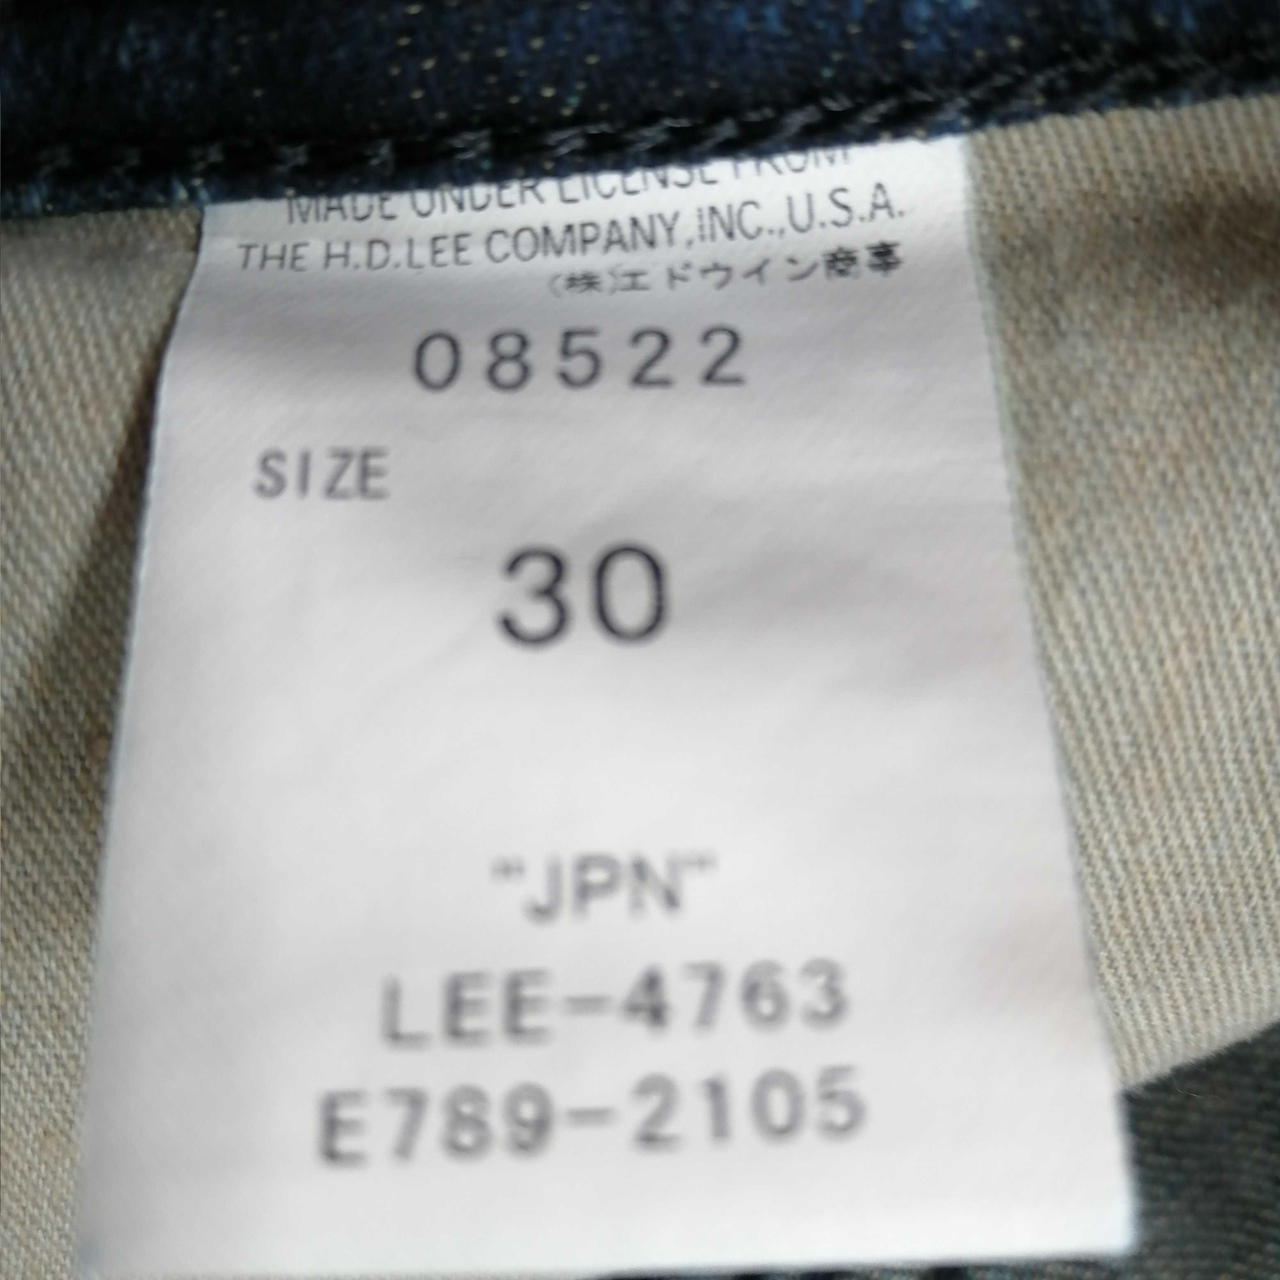 MADE UNDER LICENSE FROM
THE H.D.LEE COMPANY,INC.,U.S.A.
(株)エドウイン商事
08522
SIZE
30
"JPN"
LEE-4763
E789-2105